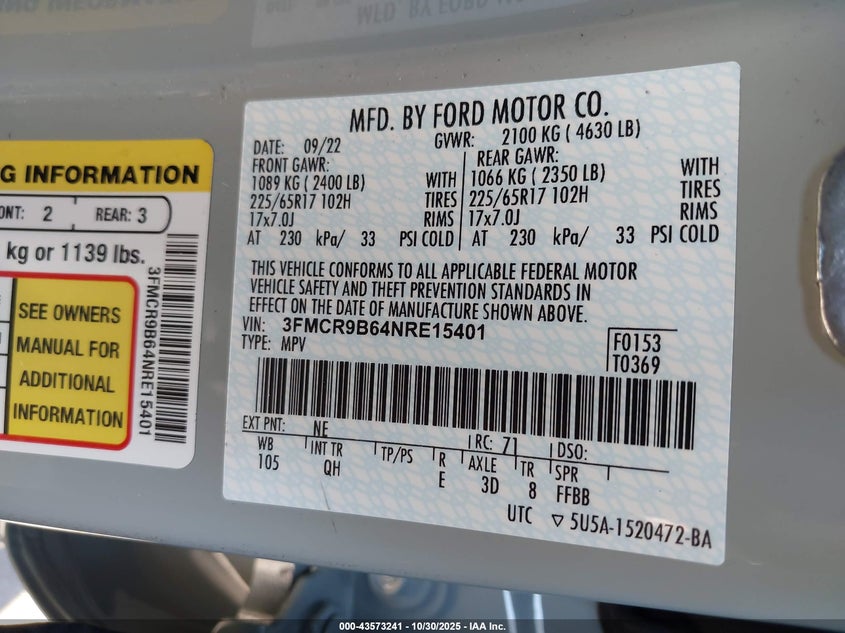 MFD. BY FORD MOTOR CO.
DATE: 09/22 GVWR: 2100 KG ( 4630 LB)
FRONT GAWR: REAR GAWR:
1089 KG ( 2400 LB) WITH 1066 KG ( 2350 LB) WITH
225/65R17 102H TIRES 225/65R17 102H TIRES
17x7.0J RIMS 17x7.0J RIMS
AT 230 kPa/ 33 PSI COLD AT 230 kPa/ 33 PSI COLD
THIS VEHICLE CONFORMS TO ALL APPLICABLE FEDERAL MOTOR
VEHICLE SAFETY AND THEFT PREVENTION STANDARDS IN
EFFECT ON THE DATE OF MANUFACTURE SHOWN ABOVE.
VIN: 3FMCR9B64NRE15401
TYPE: MPV
F0153
T0369
EXT PNT: NE RC: 71 DSO:
WB INT TR TP/PS R AXLE TR SPR
105 QH E 3D 8 FFBB
UTC ▽ 5U5A-1520472-BA
G INFORMATION
ONT: 2 REAR: 3
kg or 1139 lbs.
SEE OWNERS
MANUAL FOR
ADDITIONAL
INFORMATION
3FMCR9B64NRE15401
000-43573241 - 10/30/2025 - IAA Inc.